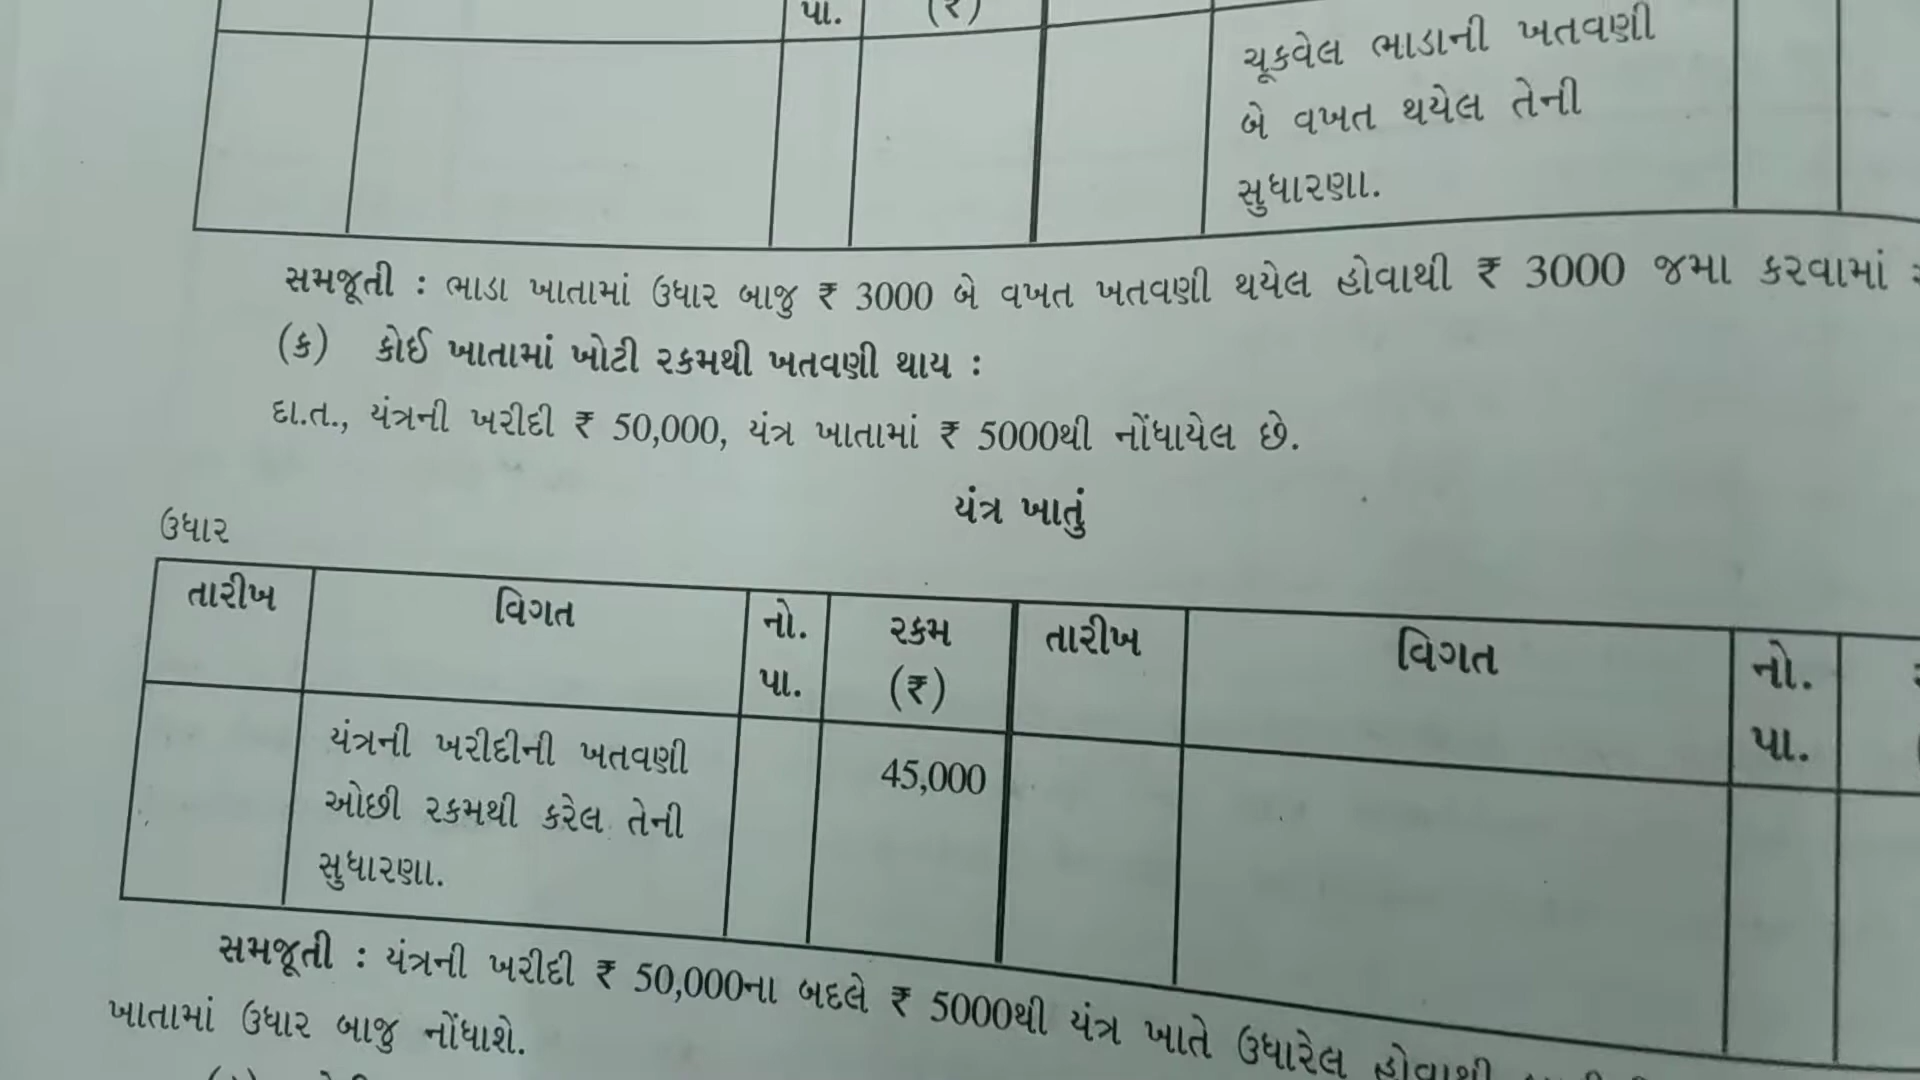 પા. (₹)
ચૂકવેલ ભાડાની ખતવણી
બે વખત થયેલ તેની
સુધારણા.
સમજૂતી : ભાડા ખાતામાં ઉધાર બાજુ ₹ 3000 બે વખત ખતવણી થયેલ હોવાથી ₹ 3000 જમા કરવામાં
(ક) કોઈ ખાતામાં ખોટી રકમથી ખતવણી થાય :
દા.ત., યંત્રની ખરીદી ₹ 50,000, યંત્ર ખાતામાં ₹ 5000થી નોંધાયેલ છે.
યંત્ર ખાતું
ઉધાર
તારીખ વિગત નો. રકમ તારીખ વિગત નો.
પા. (₹) પા.
યંત્રની ખરીદીની ખતવણી 45,000
ઓછી રકમથી કરેલ તેની
સુધારણા.
સમજૂતી : યંત્રની ખરીદી ₹ 50,000ના બદલે ₹ 5000થી યંત્ર ખાતે ઉધારેલ હોવાથી
ખાતામાં ઉધાર બાજુ નોંધાશે.